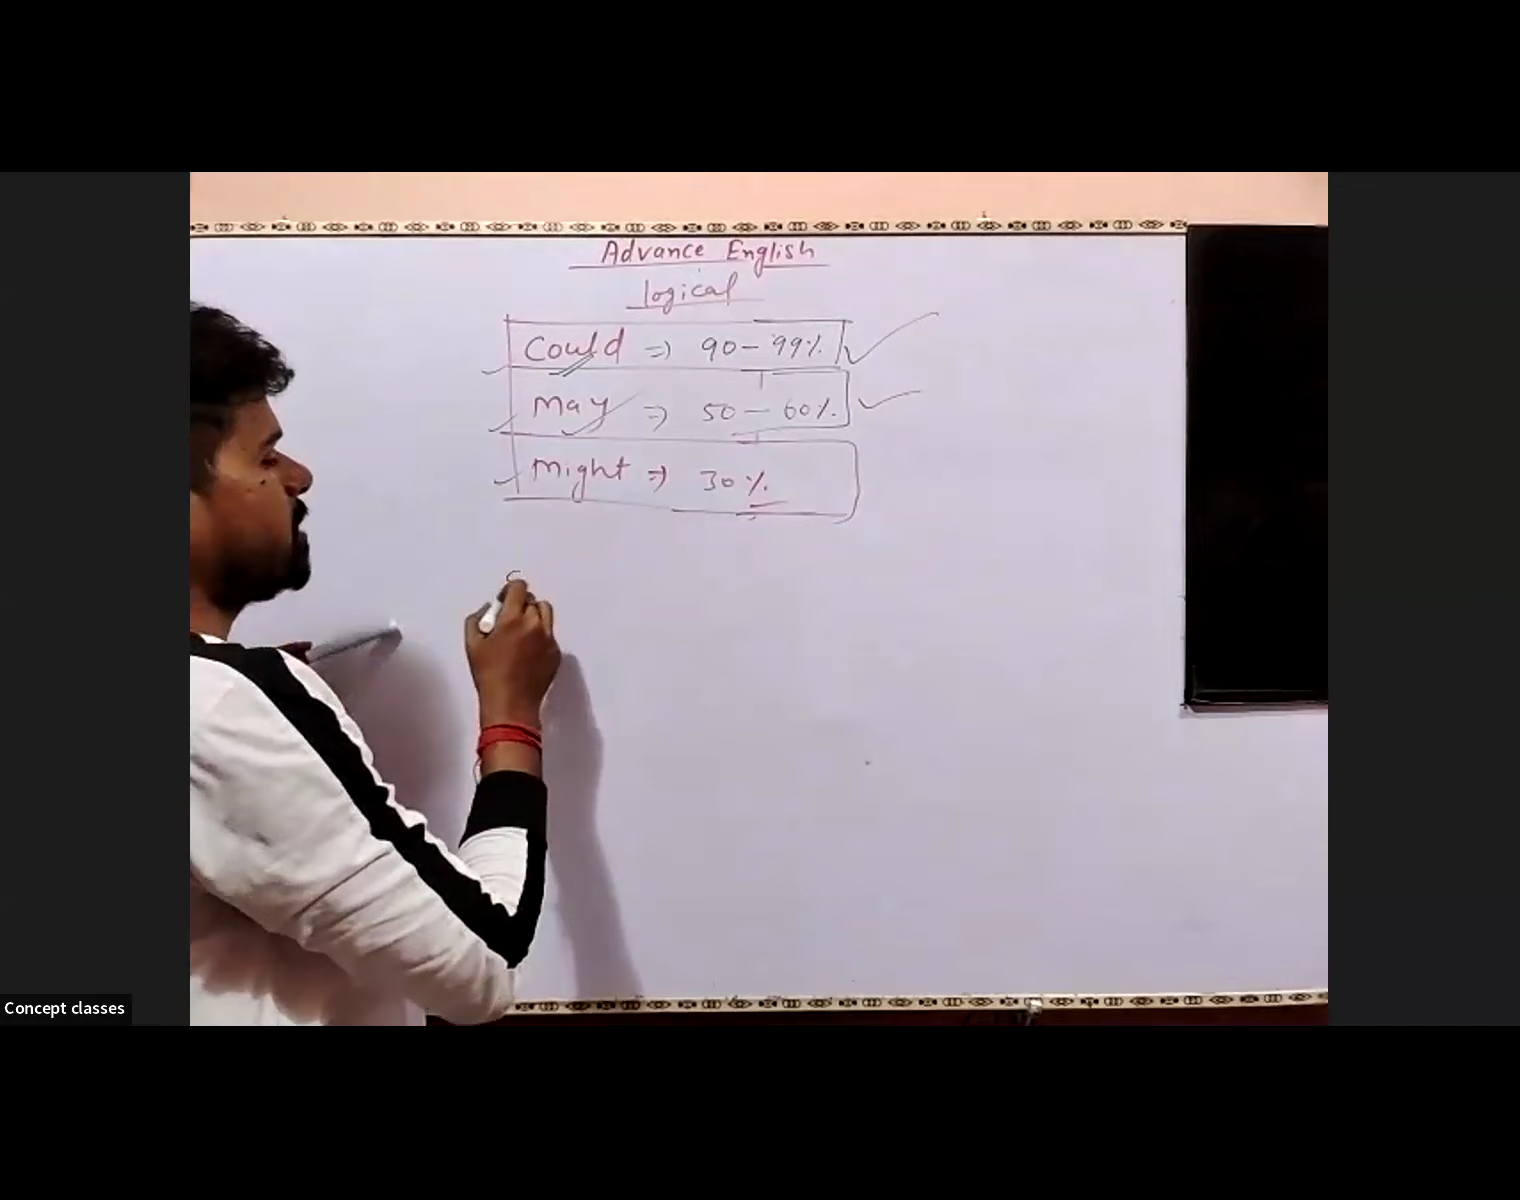 Advance English
logical
Could => 90 - 99%.
May => 50 - 60%.
Might => 30%.
Concept classes